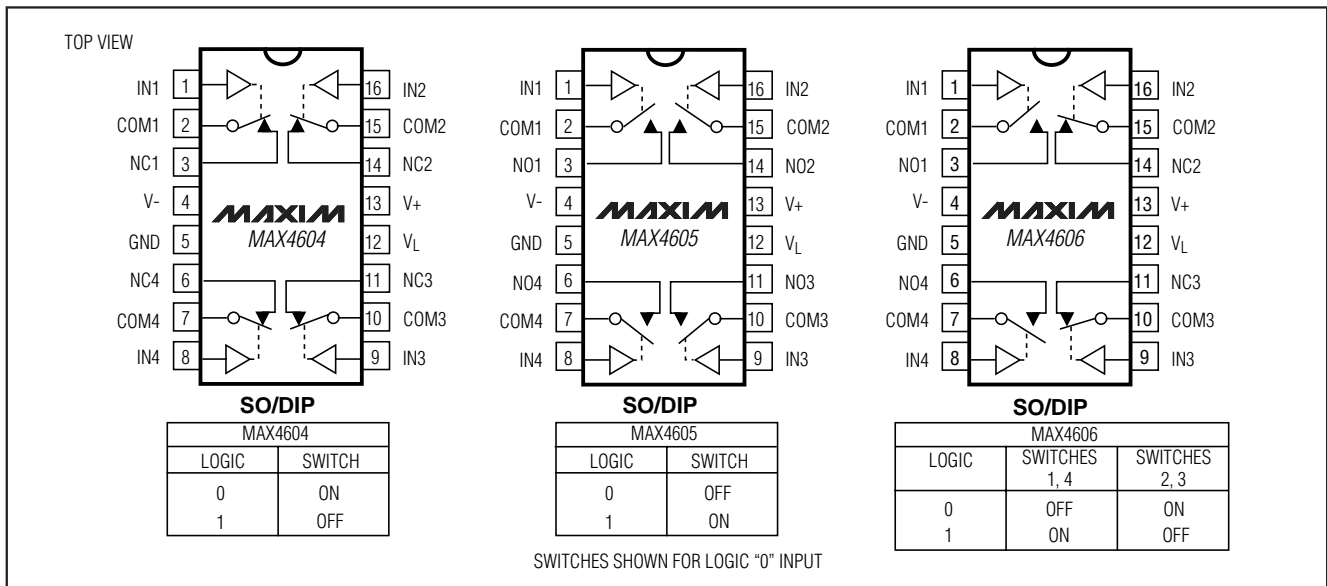 TOP VIEW
IN1 1 16 IN2
COM1 2 15 COM2
NC1 3 14 NC2
V- 4 13 V+
GND 5 12 VL
NC4 6 11 NC3
COM4 7 10 COM3
IN4 8 9 IN3
MAXIM
MAX4604
SO/DIP
MAX4604
LOGIC SWITCH
0 ON
1 OFF
IN1 1 16 IN2
COM1 2 15 COM2
NO1 3 14 NO2
V- 4 13 V+
GND 5 12 VL
NO4 6 11 NO3
COM4 7 10 COM3
IN4 8 9 IN3
MAXIM
MAX4605
SO/DIP
MAX4605
LOGIC SWITCH
0 OFF
1 ON
IN1 1 16 IN2
COM1 2 15 COM2
NO1 3 14 NC2
V- 4 13 V+
GND 5 12 VL
NO4 6 11 NC3
COM4 7 10 COM3
IN4 8 9 IN3
MAXIM
MAX4606
SO/DIP
MAX4606
LOGIC SWITCHES 1, 4 SWITCHES 2, 3
0 OFF ON
1 ON OFF
SWITCHES SHOWN FOR LOGIC “0” INPUT